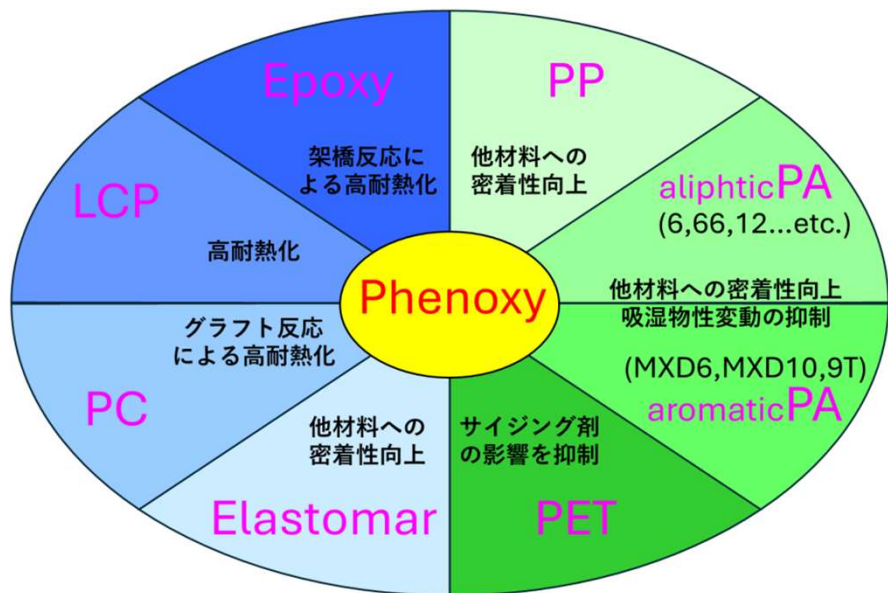 Epoxy
架橋反応に
よる高耐熱化
PP
他材料への
密着性向上
aliphticPA
(6,66,12...etc.)
他材料への密着性向上
吸湿物性変動の抑制
(MXD6,MXD10,9T)
aromaticPA
サイジング剤
の影響を抑制
PET
他材料への
密着性向上
Elastomar
グラフト反応
による高耐熱化
PC
LCP
高耐熱化
Phenoxy